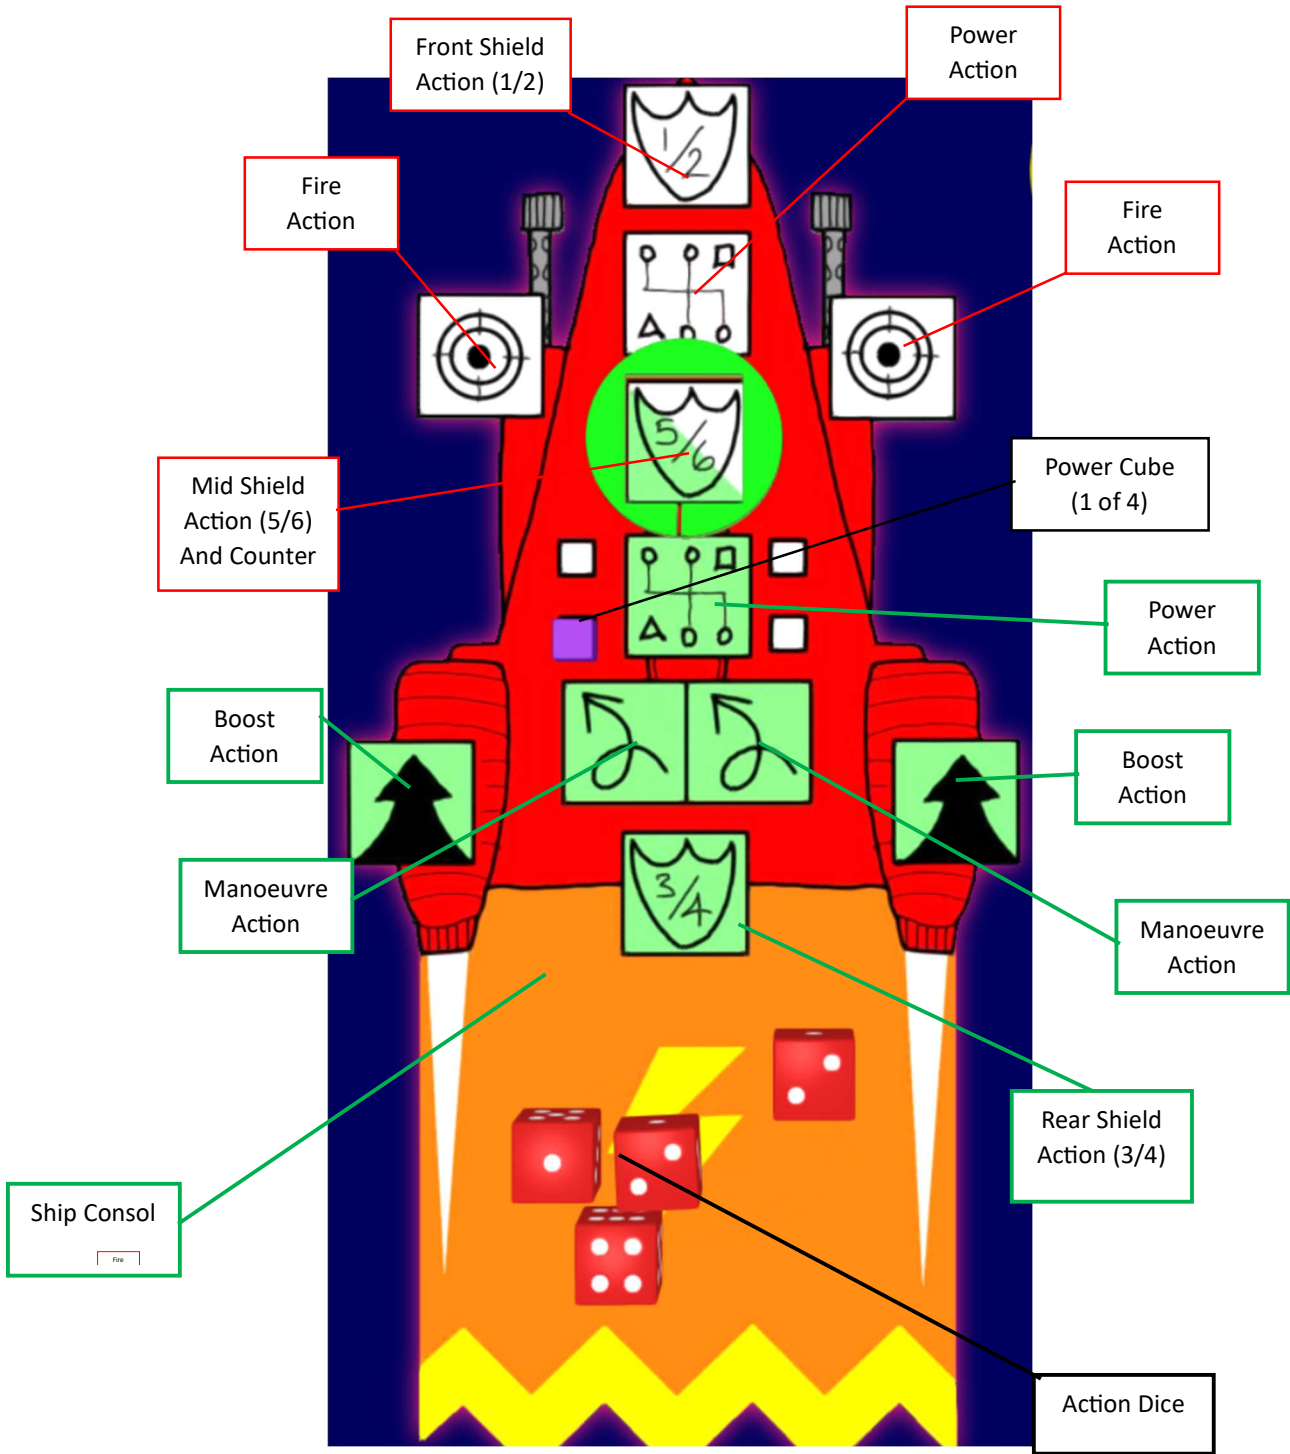 Front Shield
Action (1/2)
Power
Action
1/2
Fire
Action
Fire
Action
5/6
Mid Shield
Action (5/6)
And Counter
Power Cube
(1 of 4)
Power
Action
Boost
Action
Boost
Action
Manoeuvre
Action
3/4
Manoeuvre
Action
Rear Shield
Action (3/4)
Ship Consol
Fire
Action Dice